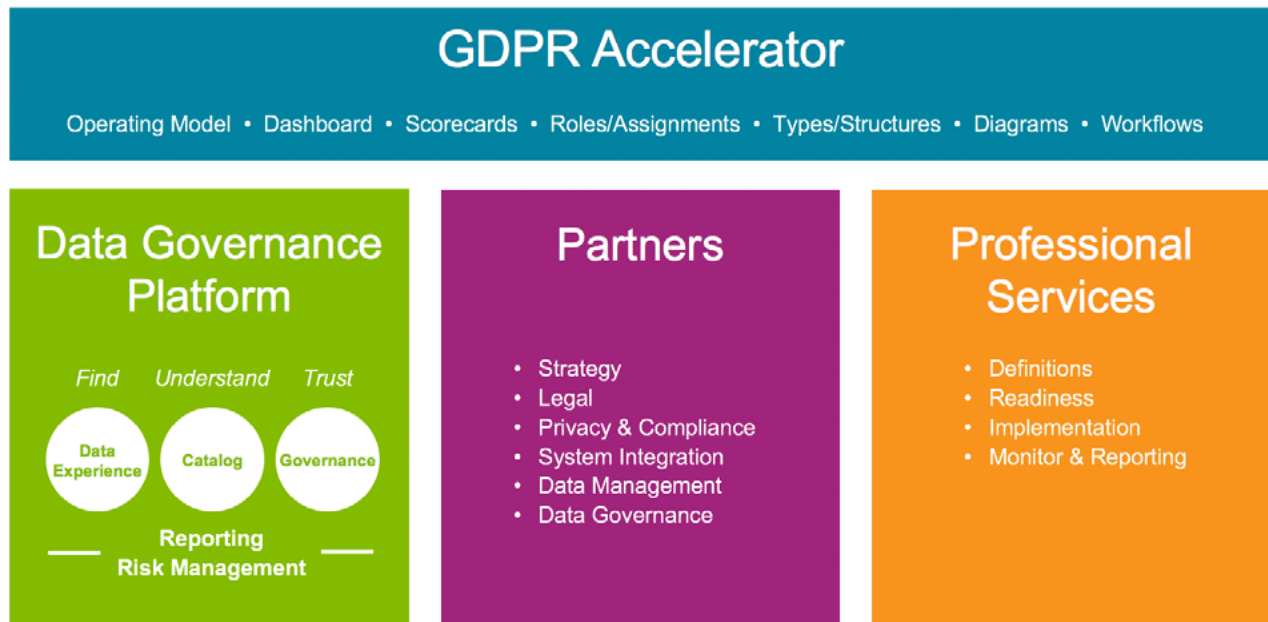 GDPR Accelerator
Operating Model • Dashboard • Scorecards • Roles/Assignments • Types/Structures • Diagrams • Workflows
Data Governance
Platform
Find Understand Trust
Data
Experience
Catalog
Governance
Reporting
Risk Management
Partners
• Strategy
• Legal
• Privacy & Compliance
• System Integration
• Data Management
• Data Governance
Professional
Services
• Definitions
• Readiness
• Implementation
• Monitor & Reporting